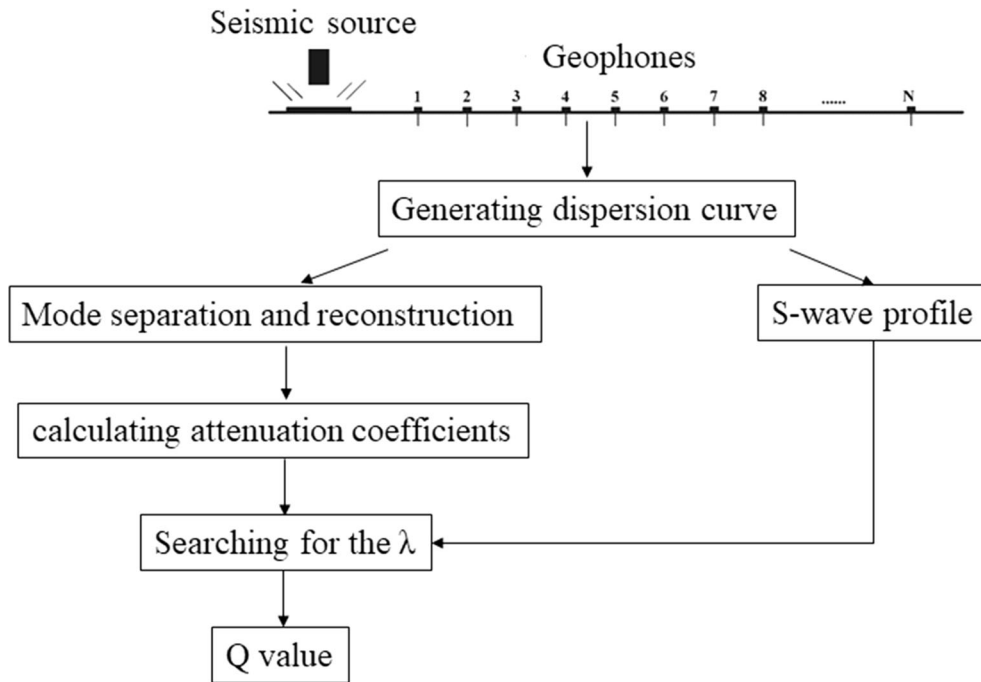 Seismic source
Geophones
1 2 3 4 5 6 7 8 ...... N
Generating dispersion curve
Mode separation and reconstruction
S-wave profile
calculating attenuation coefficients
Searching for the λ
Q value